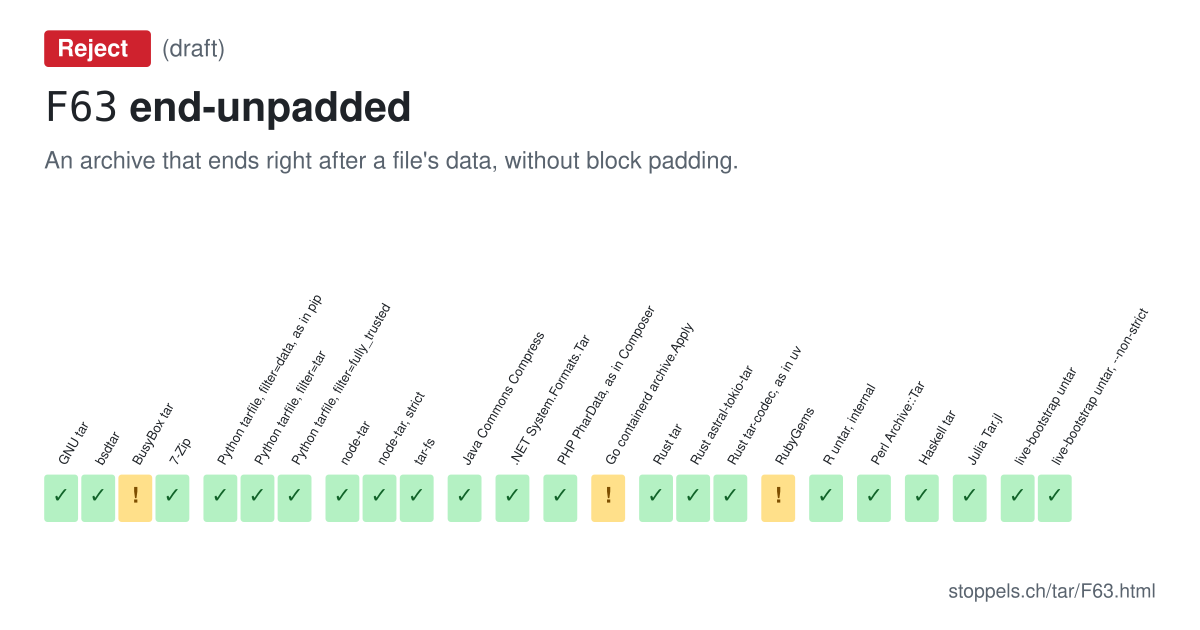 Reject (draft)
F63 end-unpadded
An archive that ends right after a file's data, without block padding.
GNU tar
bsdtar
BusyBox tar
7-Zip
Python tarfile, filter=data, as in pip
Python tarfile, filter=tar
Python tarfile, filter=fully_trusted
node-tar
node-tar, strict
tar-fs
Java Commons Compress
.NET System.Formats.Tar
PHP PharData, as in Composer
Go containerd archive.Apply
Rust tar
Rust astral-tokio-tar
Rust tar-codec, as in uv
RubyGems
R untar, internal
Perl Archive::Tar
Haskell tar
Julia Tar.jl
live-bootstrap untar
live-bootstrap untar, --non-strict
✓ ✓ ! ✓ ✓ ✓ ✓ ✓ ✓ ✓ ✓ ✓ ✓ ! ✓ ✓ ✓ ! ✓ ✓ ✓ ✓ ✓ ✓
stoppels.ch/tar/F63.html